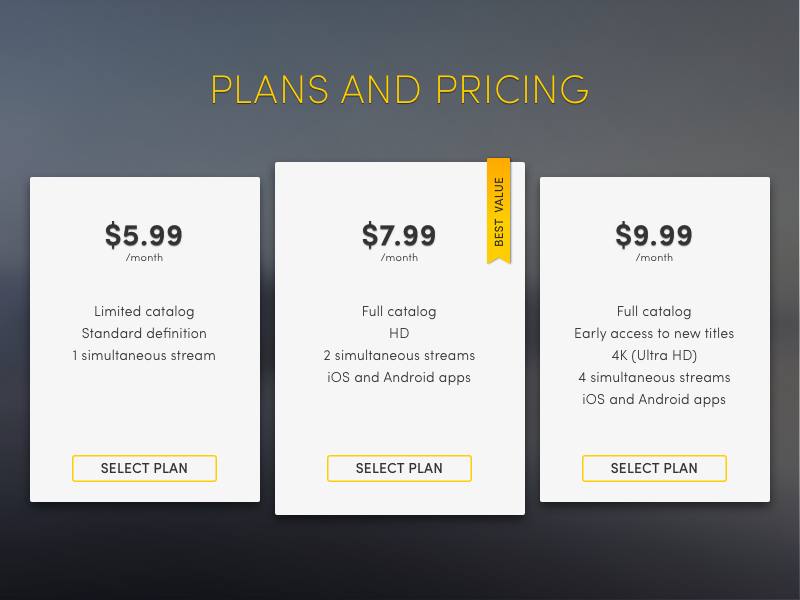 PLANS AND PRICING
$5.99
/month
Limited catalog
Standard definition
1 simultaneous stream
SELECT PLAN
BEST VALUE
$7.99
/month
Full catalog
HD
2 simultaneous streams
iOS and Android apps
SELECT PLAN
$9.99
/month
Full catalog
Early access to new titles
4K (Ultra HD)
4 simultaneous streams
iOS and Android apps
SELECT PLAN